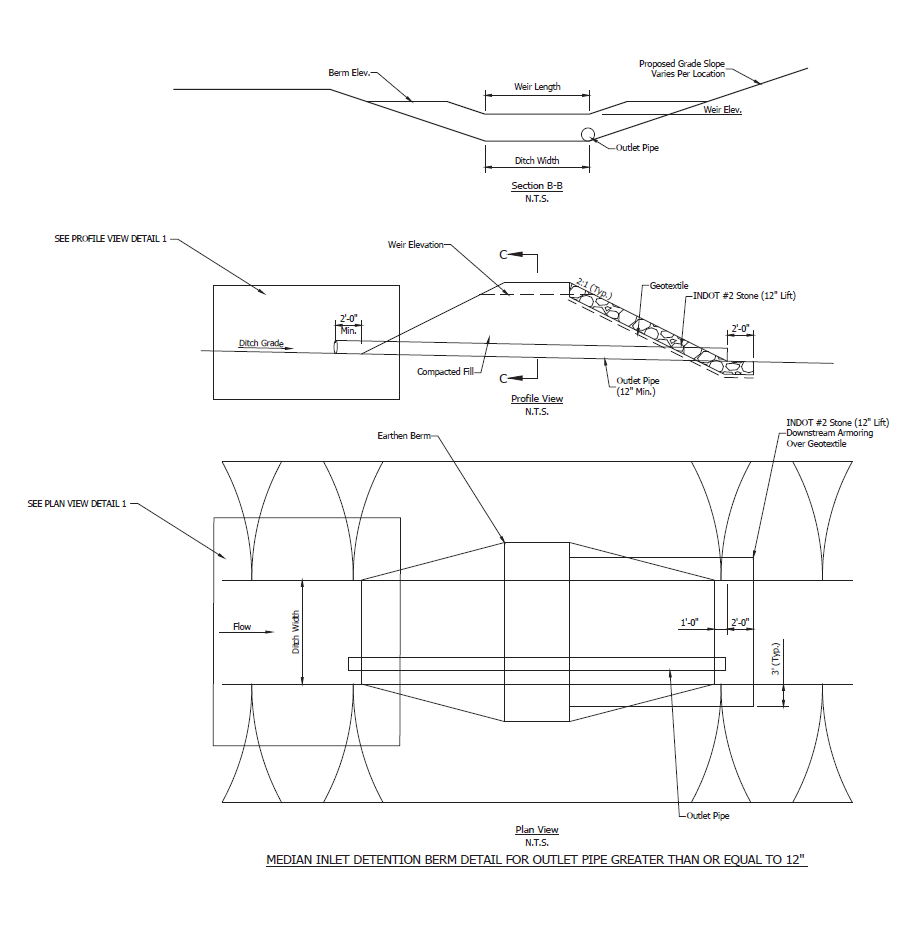 Berm Elev.
Proposed Grade Slope
Varies Per Location
Weir Length
Weir Elev.
Outlet Pipe
Ditch Width
Section B-B
N.T.S.
SEE PROFILE VIEW DETAIL 1
Weir Elevation
C
2:1 (Typ.)
Geotextile
INDOT #2 Stone (12" Lift)
2'-0"
Min.
2'-0"
Ditch Grade
Compacted Fill
C
Outlet Pipe
(12" Min.)
Profile View
N.T.S.
INDOT #2 Stone (12" Lift)
Downstream Armoring
Over Geotextile
Earthen Berm
SEE PLAN VIEW DETAIL 1
Flow
Ditch Width
1'-0"
2'-0"
3' (Typ.)
Outlet Pipe
Plan View
N.T.S.
MEDIAN INLET DETENTION BERM DETAIL FOR OUTLET PIPE GREATER THAN OR EQUAL TO 12"